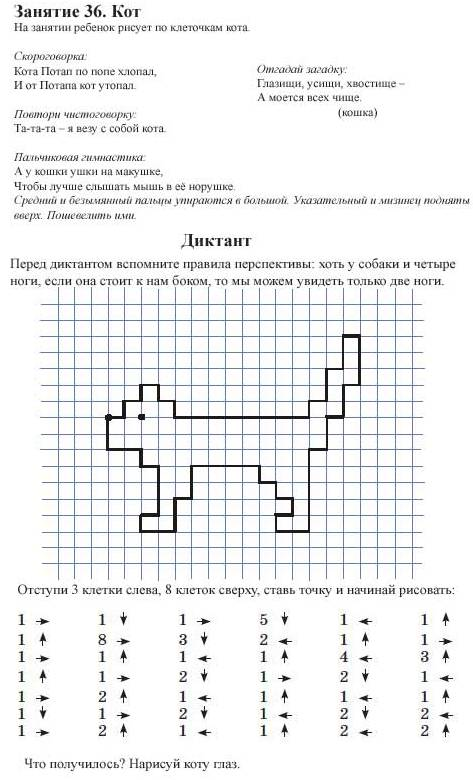 Занятие 36. Кот
На занятии ребенок рисует по клеточкам кота.
Скороговорка:
Кота Потап по попе хлопал,
И от Потапа кот утопал.
Отгадай загадку:
Глазищи, усищи, хвостище –
А моется всех чище.
(кошка)
Повтори чистоговорку:
Та-та-та – я везу с собой кота.
Пальчиковая гимнастика:
А у кошки ушки на макушке,
Чтобы лучше слышать мышь в её норушке.
Средний и безымянный пальцы упираются в большой. Указательный и мизинец подняты
вверх. Пошевелить ими.
Диктант
Перед диктантом вспомните правила перспективы: хоть у собаки и четыре
ноги, если она стоит к нам боком, то мы можем увидеть только две ноги.
Отступи 3 клетки слева, 8 клеток сверху, ставь точку и начинай рисовать:
1 → 1 ↓ 1 → 5 ↓ 1 ← 1 ↑
1 ↑ 8 → 3 ↓ 2 ← 1 ↑ 1 →
1 → 1 ↑ 1 ← 1 ↑ 4 ← 3 ↑
1 ↑ 1 → 2 ↓ 1 → 2 ↓ 1 ←
1 → 2 ↑ 1 ← 1 ↑ 1 ← 1 ↑
1 ↓ 1 → 2 ↓ 1 ← 2 ↓ 2 ←
1 → 2 ↑ 1 ← 1 ↑ 2 ← 2 ↑
Что получилось? Нарисуй коту глаз.